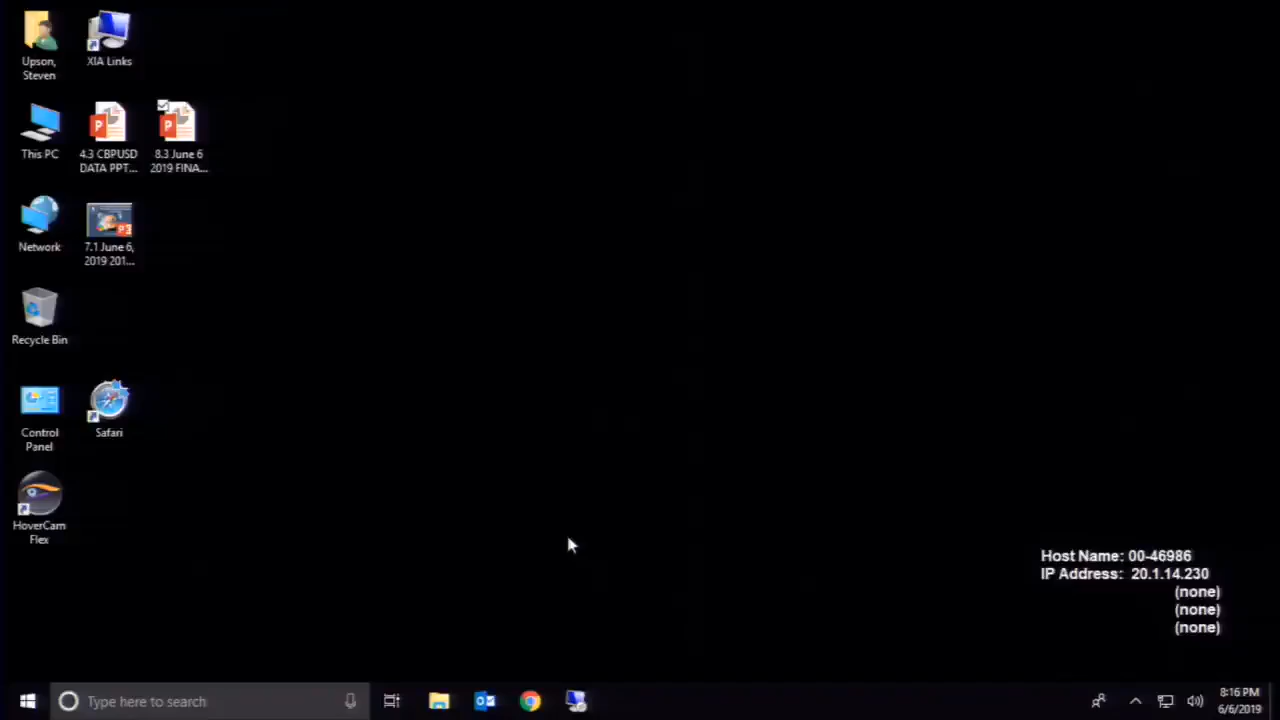 Upson,
Steven
XIA Links
This PC
4.3 CBPUSD
DATA PPT...
8.3 June 6
2019 FINA...
Network
7.1 June 6,
2019 201...
Recycle Bin
Control
Panel
Safari
HoverCam
Flex
Host Name: 00-46986
IP Address: 20.1.14.230
(none)
(none)
(none)
Type here to search
8:16 PM
6/6/2019